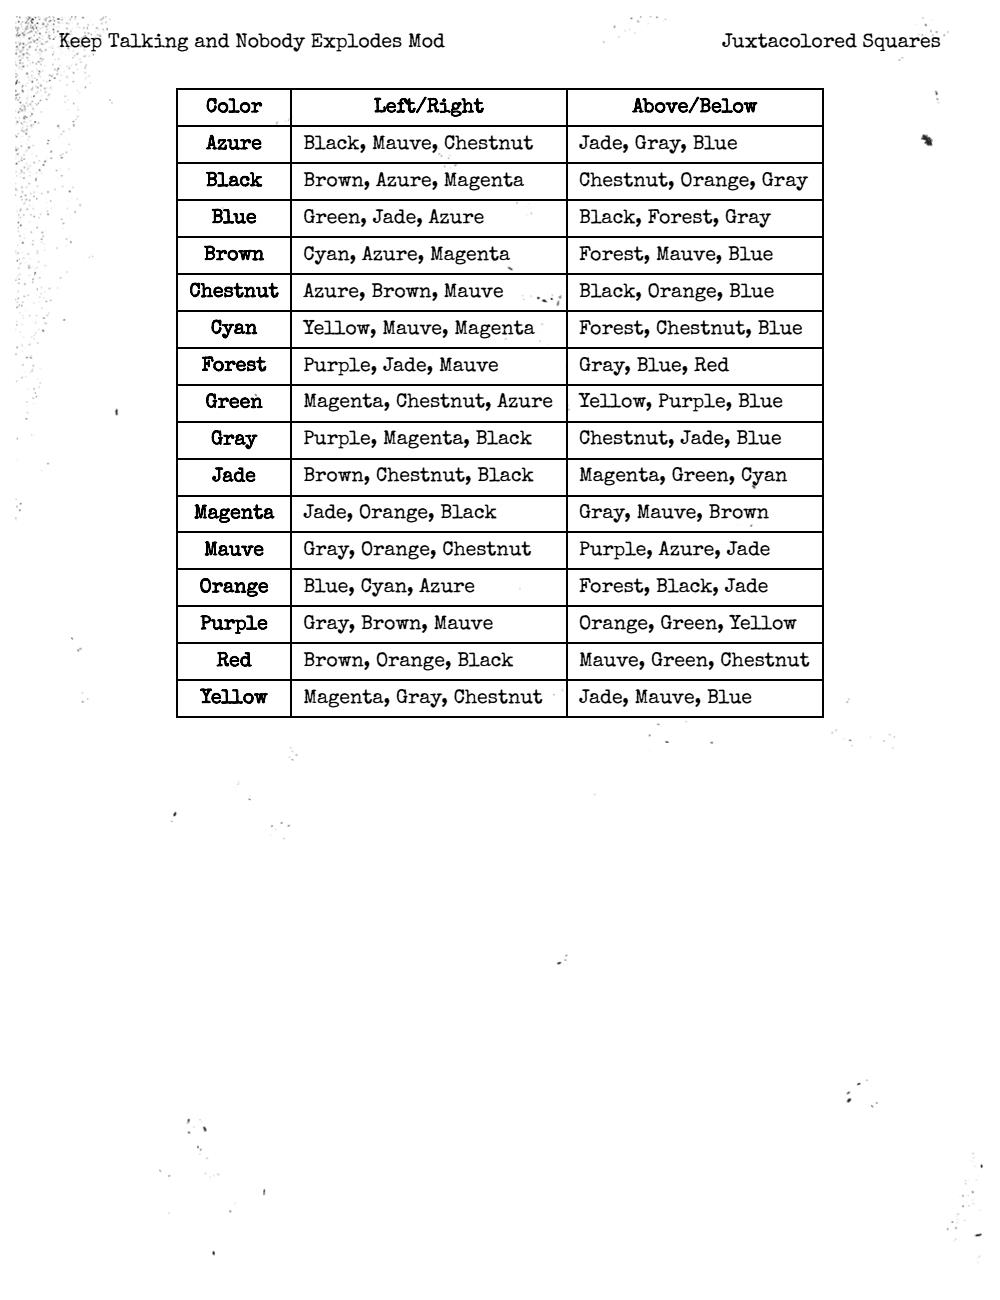 Keep Talking and Nobody Explodes Mod Juxtacolored Squares
Color Left/Right Above/Below
Azure Black, Mauve, Chestnut Jade, Gray, Blue
Black Brown, Azure, Magenta Chestnut, Orange, Gray
Blue Green, Jade, Azure Black, Forest, Gray
Brown Cyan, Azure, Magenta Forest, Mauve, Blue
Chestnut Azure, Brown, Mauve Black, Orange, Blue
Cyan Yellow, Mauve, Magenta Forest, Chestnut, Blue
Forest Purple, Jade, Mauve Gray, Blue, Red
Green Magenta, Chestnut, Azure Yellow, Purple, Blue
Gray Purple, Magenta, Black Chestnut, Jade, Blue
Jade Brown, Chestnut, Black Magenta, Green, Cyan
Magenta Jade, Orange, Black Gray, Mauve, Brown
Mauve Gray, Orange, Chestnut Purple, Azure, Jade
Orange Blue, Cyan, Azure Forest, Black, Jade
Purple Gray, Brown, Mauve Orange, Green, Yellow
Red Brown, Orange, Black Mauve, Green, Chestnut
Yellow Magenta, Gray, Chestnut Jade, Mauve, Blue